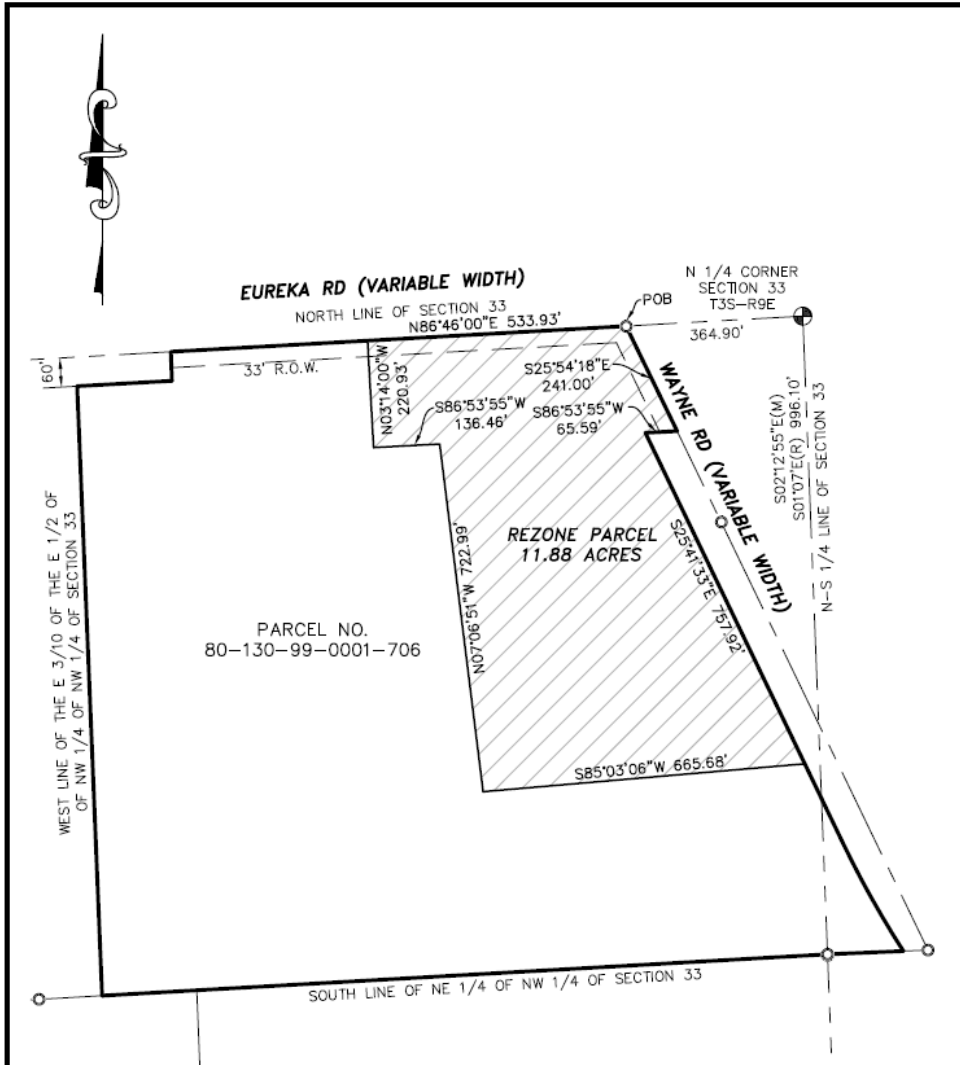 EUREKA RD (VARIABLE WIDTH)
NORTH LINE OF SECTION 33
N86°46'00"E 533.93'
N 1/4 CORNER
SECTION 33
T3S-R9E
POB
364.90'
60'
33' R.O.W.
N03°14'00"W
220.93'
S86°53'55"W
136.46'
S25°54'18"E
241.00'
S86°53'55"W
65.59'
WAYNE RD (VARIABLE WIDTH)
S02°12'55"E(M)
S01°07'E(R) 996.10'
N-S 1/4 LINE OF SECTION 33
REZONE PARCEL
11.88 ACRES
S25°41'33"E 757.92'
N07°06'51"W 722.99'
PARCEL NO.
80-130-99-0001-706
WEST LINE OF THE E 3/10 OF THE E 1/2 OF
OF NW 1/4 OF NW 1/4 OF SECTION 33
S85°03'06"W 665.68'
SOUTH LINE OF NE 1/4 OF NW 1/4 OF SECTION 33